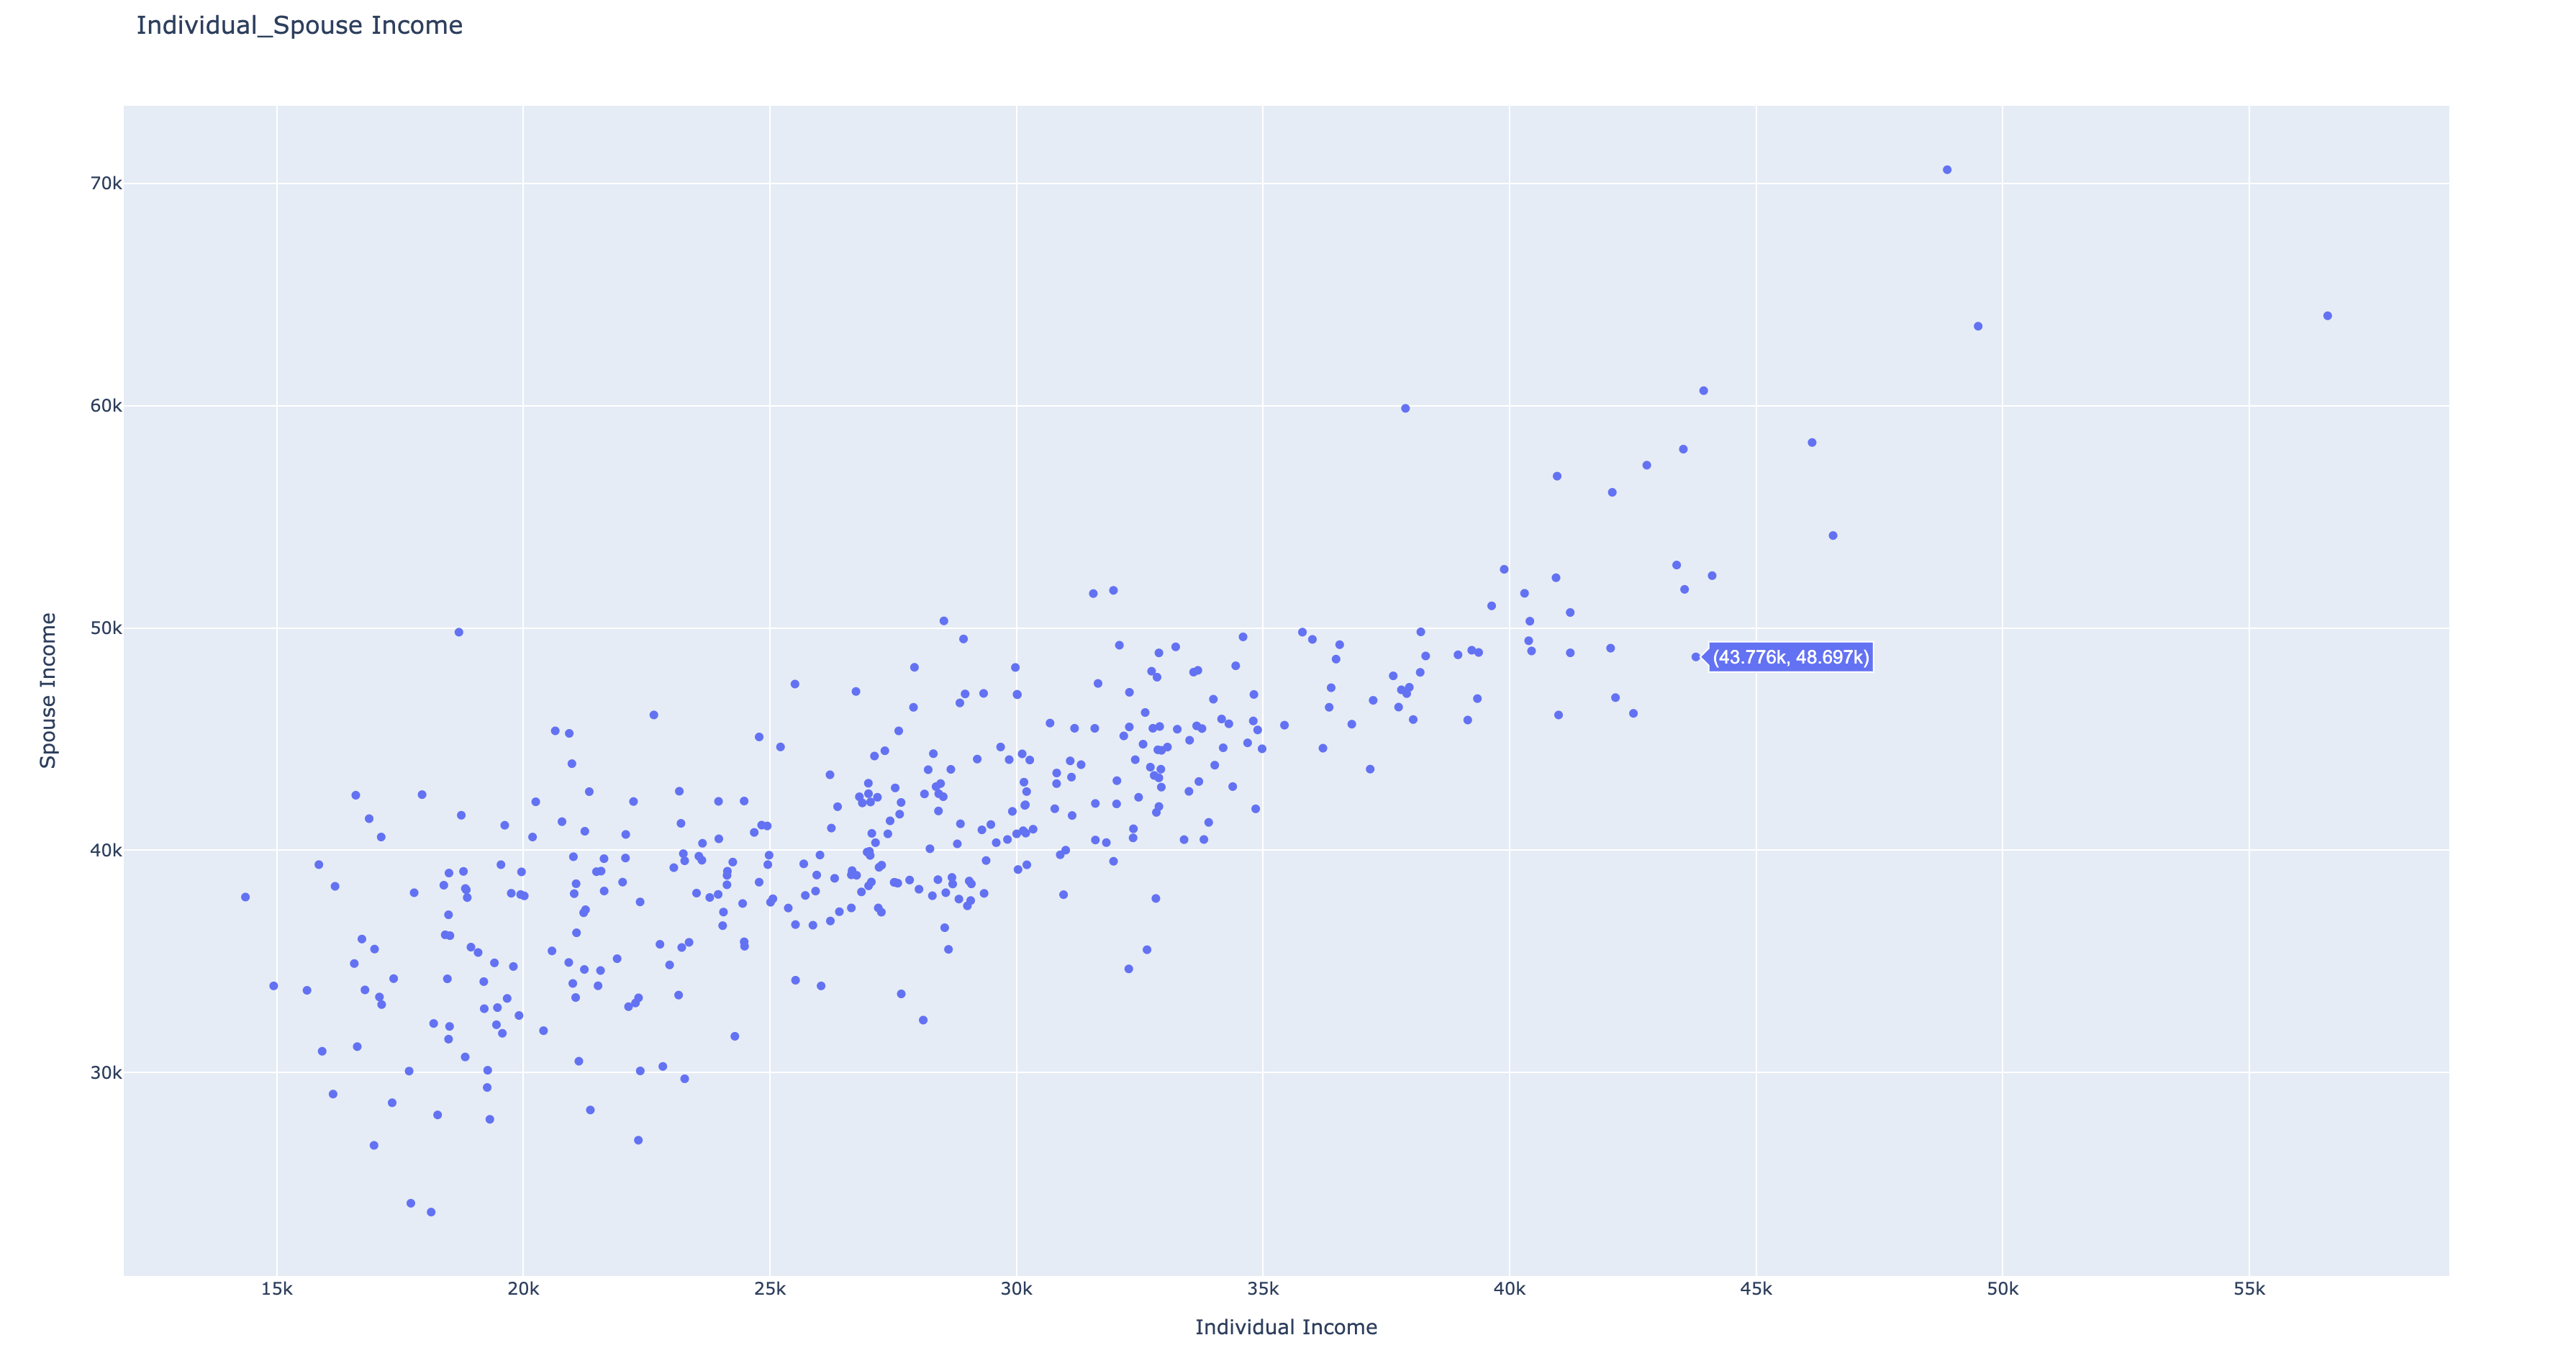 Individual_Spouse Income
70k
60k
50k
(43.776k, 48.697k)
40k
30k
Spouse Income
15k 20k 25k 30k 35k 40k 45k 50k 55k
Individual Income